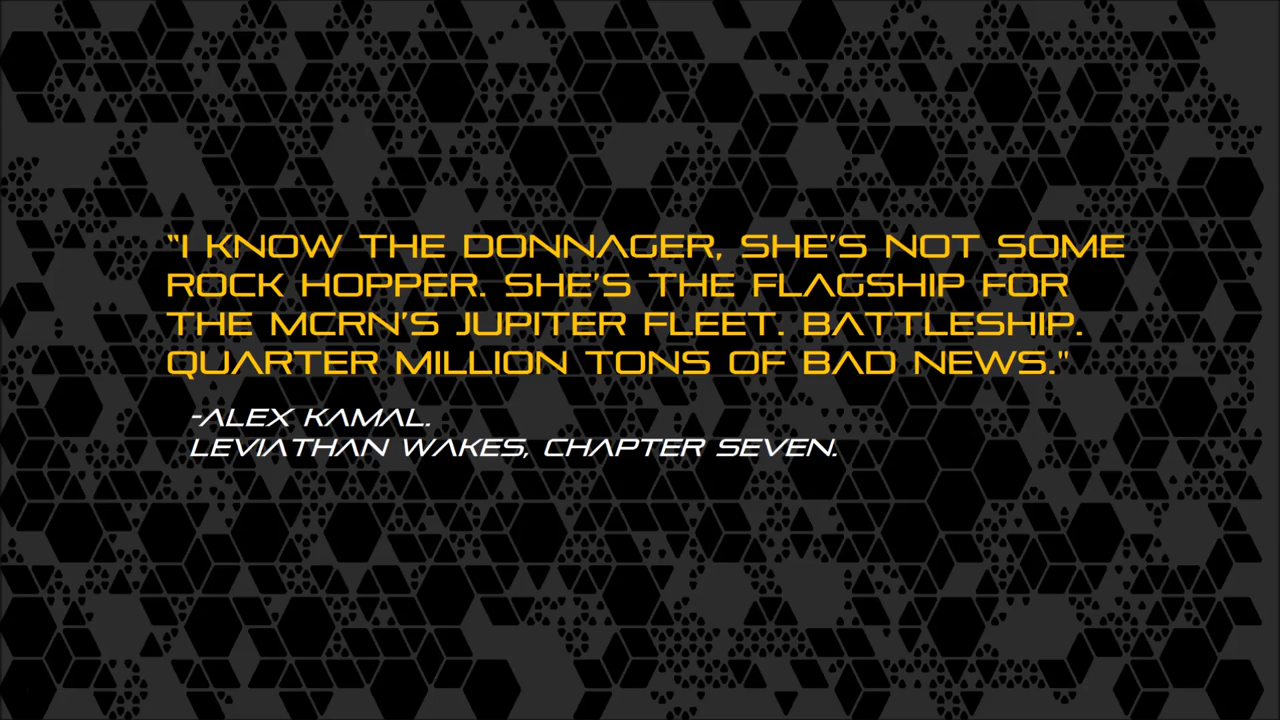 “I KNOW THE DONNAGER, SHE’S NOT SOME
ROCK HOPPER. SHE’S THE FLAGSHIP FOR
THE MCRN’S JUPITER FLEET. BATTLESHIP.
QUARTER MILLION TONS OF BAD NEWS."
-ALEX KAMAL.
LEVIATHAN WAKES, CHAPTER SEVEN.